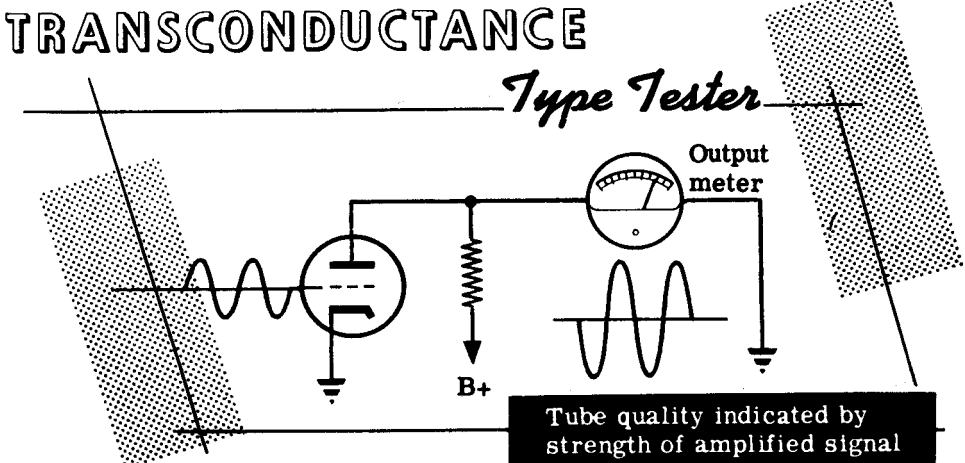 TRANSCONDUCTANCE
Type Tester
Output
meter
B+
Tube quality indicated by
strength of amplified signal